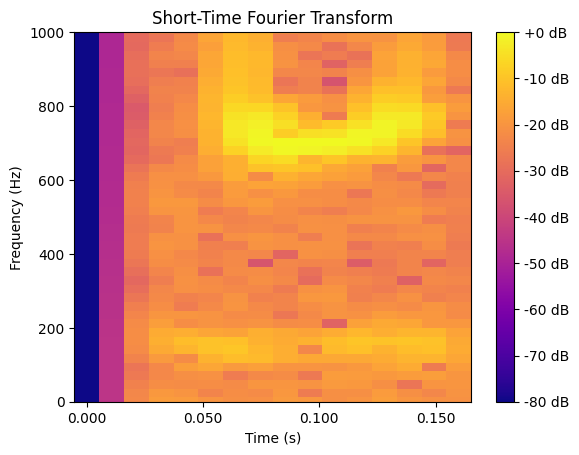 Short-Time Fourier Transform
1000
800
600
400
200
0
Frequency (Hz)
0.000
0.050
0.100
0.150
Time (s)
+0 dB
-10 dB
-20 dB
-30 dB
-40 dB
-50 dB
-60 dB
-70 dB
-80 dB